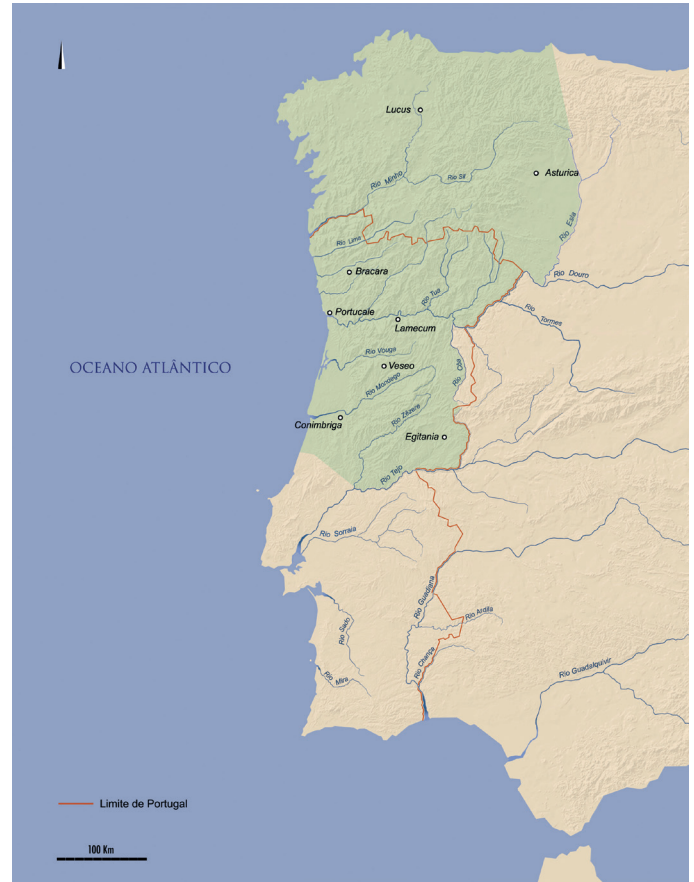 Lucus
Rio Minho
Rio Sil
Asturica
Rio Esla
Rio Lima
Bracara
Rio Douro
Rio Tua
Portucale
Lamecum
Rio Tormes
Rio Vouga
OCEANO ATLÂNTICO
Veseo
Rio Côa
Rio Mondego
Rio Zêzere
Conimbriga
Egitania
Rio Tejo
Rio Sorraia
Rio Guadigna
Rio Ardila
Rio Sado
Rio Chança
Rio Mira
Rio Guadalquivir
Limite de Portugal
100 Km